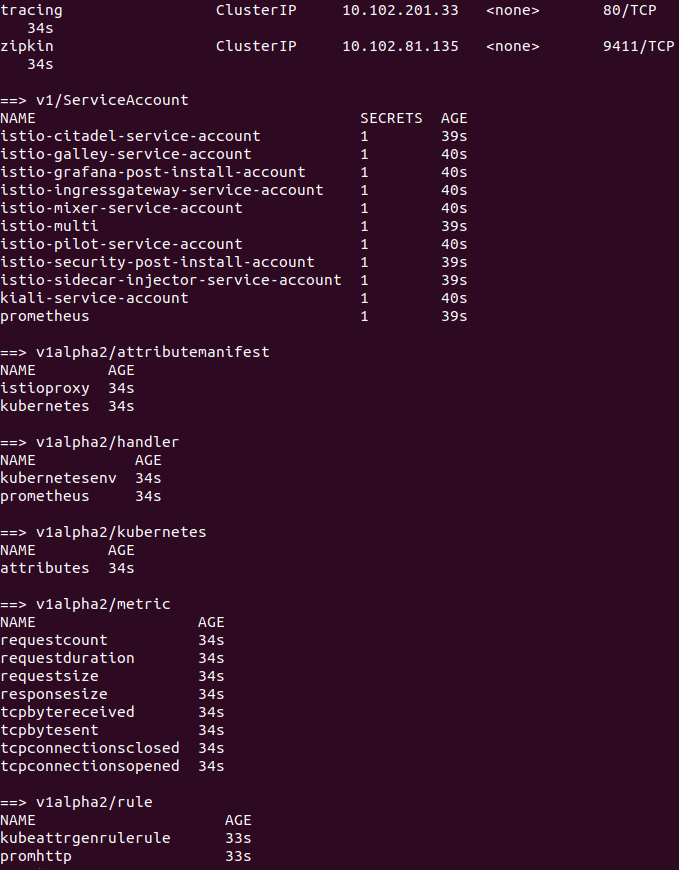 tracing ClusterIP 10.102.201.33 <none> 80/TCP
34s
zipkin ClusterIP 10.102.81.135 <none> 9411/TCP
34s
==> v1/ServiceAccount
NAME SECRETS AGE
istio-citadel-service-account 1 39s
istio-galley-service-account 1 40s
istio-grafana-post-install-account 1 40s
istio-ingressgateway-service-account 1 40s
istio-mixer-service-account 1 40s
istio-multi 1 39s
istio-pilot-service-account 1 40s
istio-security-post-install-account 1 39s
istio-sidecar-injector-service-account 1 39s
kiali-service-account 1 40s
prometheus 1 39s
==> v1alpha2/attributemanifest
NAME AGE
istioproxy 34s
kubernetes 34s
==> v1alpha2/handler
NAME AGE
kubernetesenv 34s
prometheus 34s
==> v1alpha2/kubernetes
NAME AGE
attributes 34s
==> v1alpha2/metric
NAME AGE
requestcount 34s
requestduration 34s
requestsize 34s
responsesize 34s
tcpbytereceived 34s
tcpbytesent 34s
tcpconnectionsclosed 34s
tcpconnectionsopened 34s
==> v1alpha2/rule
NAME AGE
kubeattrgenrulerule 33s
promhttp 33s